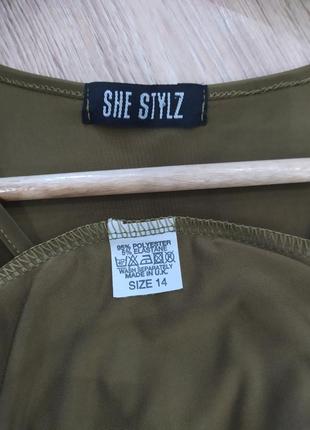 SHE STYLZ
95% POLYESTER
5% ELASTANE
WASH SEPARATELY
MADE IN U.K.
SIZE 14